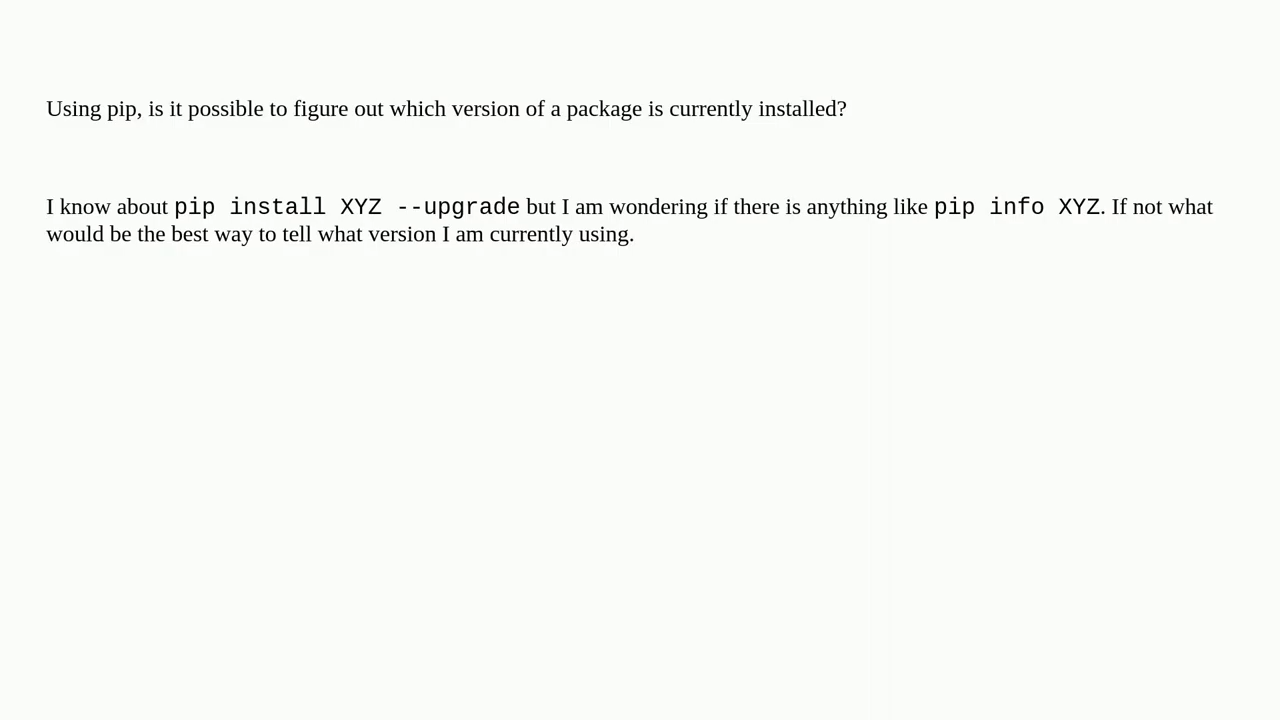 Using pip, is it possible to figure out which version of a package is currently installed?
I know about pip install XYZ --upgrade but I am wondering if there is anything like pip info XYZ. If not what
would be the best way to tell what version I am currently using.